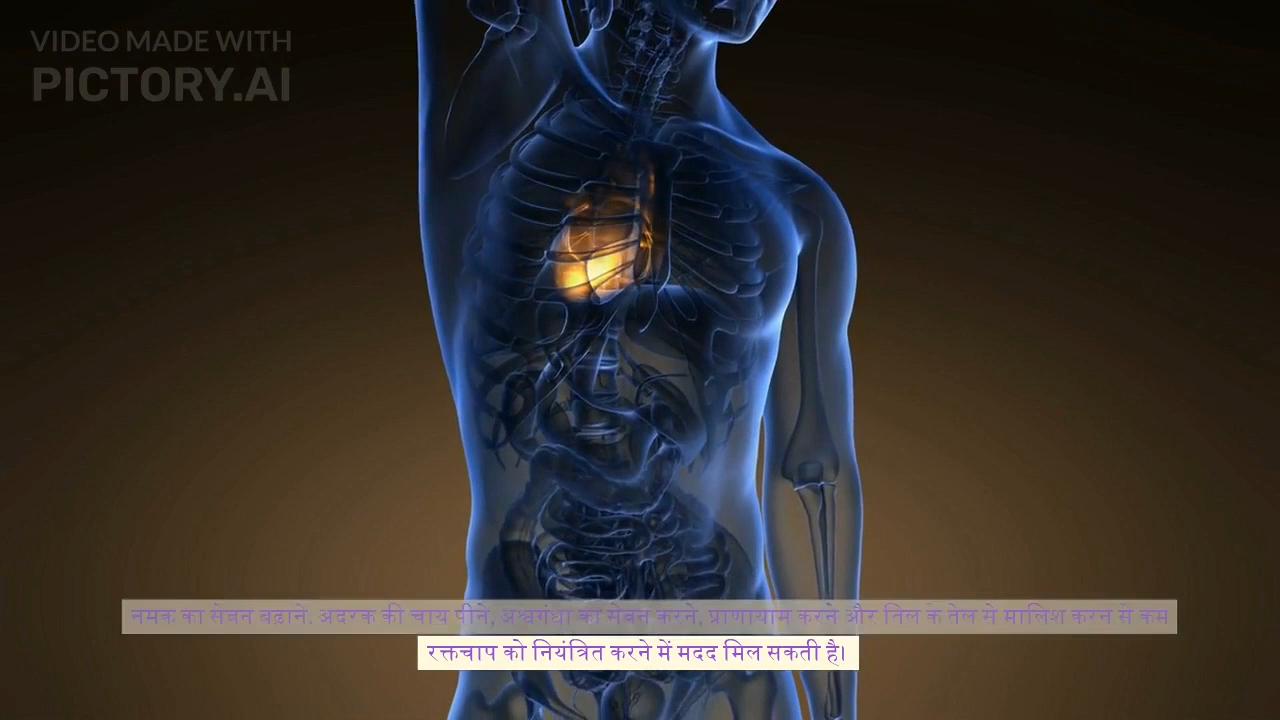 VIDEO MADE WITH
PICTORY.AI
नमक का सेवन बढ़ाने, अदरक की चाय पीने, अश्वगंधा का सेवन करने, प्राणायाम करने और तिल के तेल से मालिश करने से कम
रक्तचाप को नियंत्रित करने में मदद मिल सकती है।